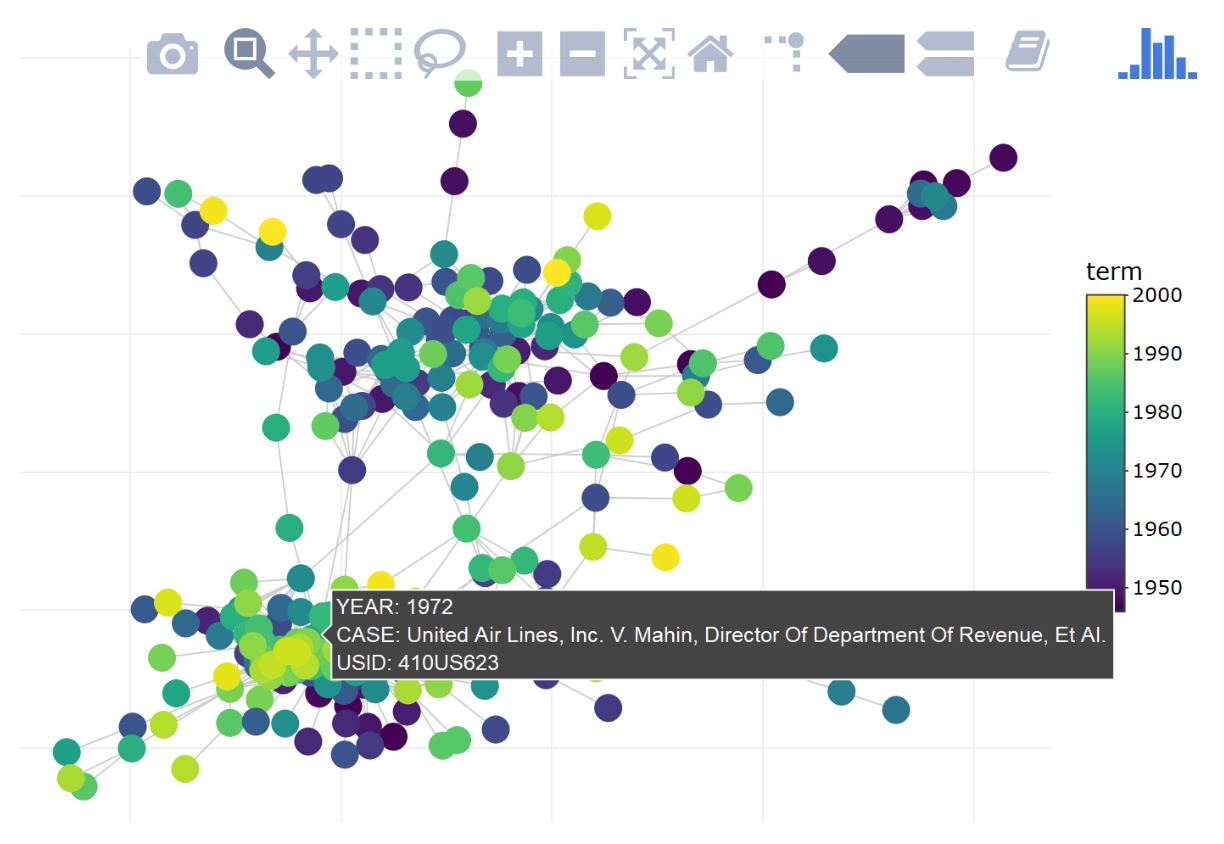 term
2000
1990
1980
1970
1960
1950
YEAR: 1972
CASE: United Air Lines, Inc. V. Mahin, Director Of Department Of Revenue, Et Al.
USID: 410US623